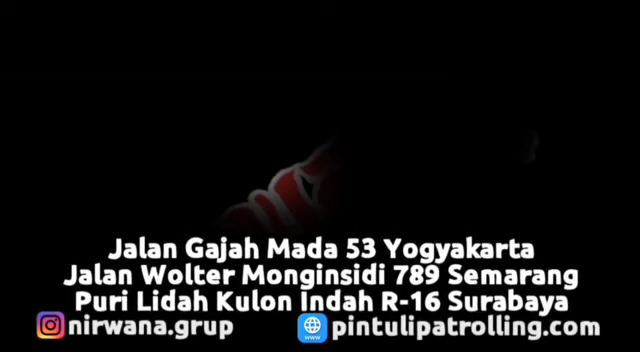 Jalan Gajah Mada 53 Yogyakarta
Jalan Wolter Monginsidi 789 Semarang
Puri Lidah Kulon Indah R-16 Surabaya
nirwana.grup
www pintulipatrolling.com